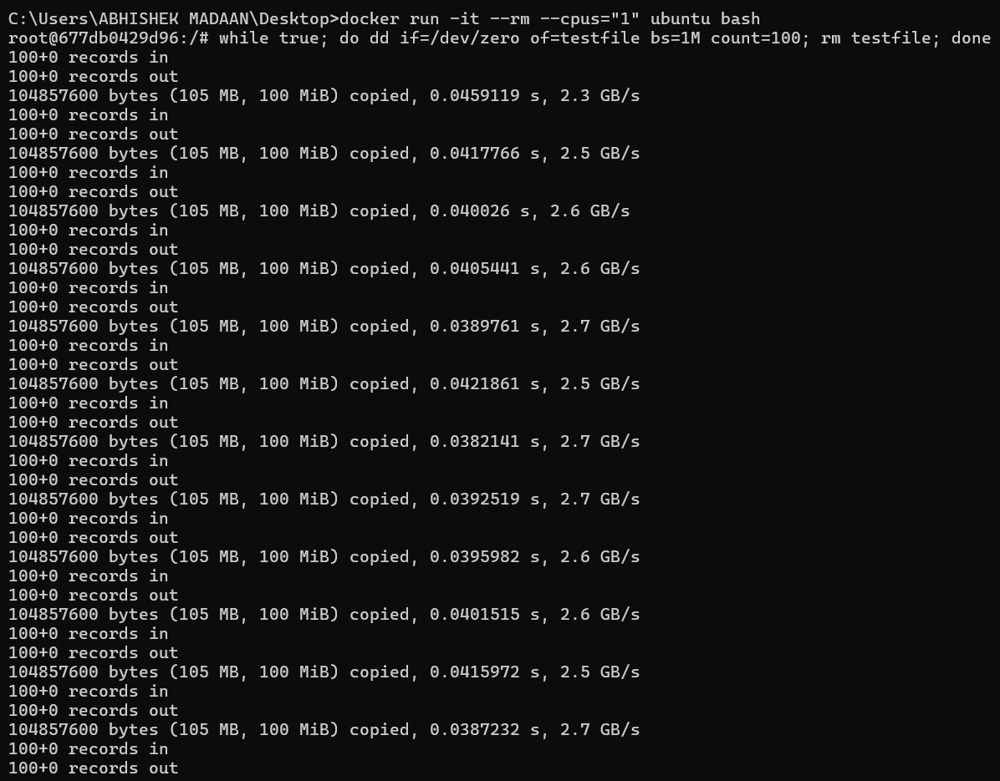 C:\Users\ABHISHEK MADAAN\Desktop>docker run -it --rm --cpus="1" ubuntu bash
root@677db0429d96:/# while true; do dd if=/dev/zero of=testfile bs=1M count=100; rm testfile; done
100+0 records in
100+0 records out
104857600 bytes (105 MB, 100 MiB) copied, 0.0459119 s, 2.3 GB/s
100+0 records in
100+0 records out
104857600 bytes (105 MB, 100 MiB) copied, 0.0417766 s, 2.5 GB/s
100+0 records in
100+0 records out
104857600 bytes (105 MB, 100 MiB) copied, 0.040026 s, 2.6 GB/s
100+0 records in
100+0 records out
104857600 bytes (105 MB, 100 MiB) copied, 0.0405441 s, 2.6 GB/s
100+0 records in
100+0 records out
104857600 bytes (105 MB, 100 MiB) copied, 0.0389761 s, 2.7 GB/s
100+0 records in
100+0 records out
104857600 bytes (105 MB, 100 MiB) copied, 0.0421861 s, 2.5 GB/s
100+0 records in
100+0 records out
104857600 bytes (105 MB, 100 MiB) copied, 0.0382141 s, 2.7 GB/s
100+0 records in
100+0 records out
104857600 bytes (105 MB, 100 MiB) copied, 0.0392519 s, 2.7 GB/s
100+0 records in
100+0 records out
104857600 bytes (105 MB, 100 MiB) copied, 0.0395982 s, 2.6 GB/s
100+0 records in
100+0 records out
104857600 bytes (105 MB, 100 MiB) copied, 0.0401515 s, 2.6 GB/s
100+0 records in
100+0 records out
104857600 bytes (105 MB, 100 MiB) copied, 0.0415972 s, 2.5 GB/s
100+0 records in
100+0 records out
104857600 bytes (105 MB, 100 MiB) copied, 0.0387232 s, 2.7 GB/s
100+0 records in
100+0 records out